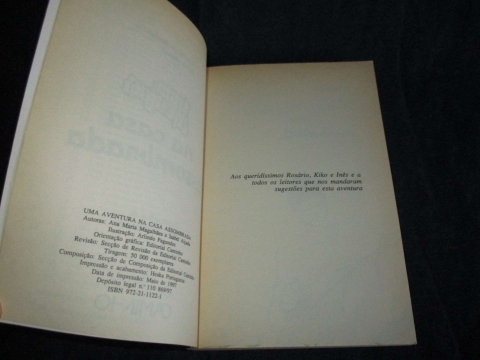 UMA AVENTURA NA CASA ASSOMBRADA
Autoras: Ana Maria Magalhães e Isabel Alçada
Ilustração: Arlindo Fagundes
Orientação gráfica: Editorial Caminho
Revisão: Secção de Revisão da Editorial Caminho
Tiragem: 50 000 exemplares
Composição: Secção de Composição da Editorial Caminho
Impressão e acabamento: Heska Portuguesa
Data de impressão: Maio de 1997
Depósito legal n.º 110
ISBN 972-21-1122-1
Aos queridíssimos Rosário, Kiko e Inês e a
todos os leitores que nos mandaram
sugestões para esta aventura